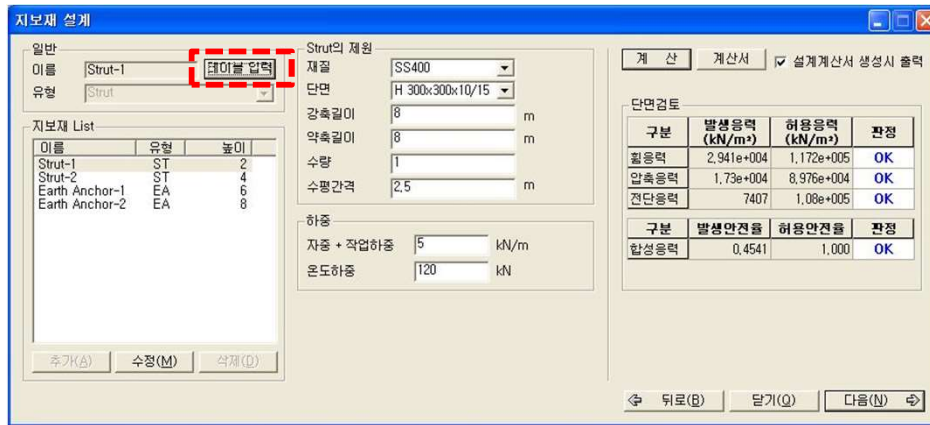 지보재 설계
일반
이름 Strut-1 테이블 입력
유형 Strut
지보재 List
이름 유형 높이
Strut-1 ST 2
Strut-2 ST 4
Earth Anchor-1 EA 6
Earth Anchor-2 EA 8
추가(A) 수정(M) 삭제(D)
Strut의 제원
재질 SS400
단면 H 300x300x10/15
강축길이 8 m
약축길이 8 m
수량 1
수평간격 2,5 m
하중
자중 + 작업하중 5 kN/m
온도하중 120 kN
계 산 계산서 설계계산서 생성시 출력
단면검토
구분 발생응력 (kN/m²) 허용응력 (kN/m²) 판정
휨응력 2,941e+004 1,172e+005 OK
압축응력 1,73e+004 8,976e+004 OK
전단응력 7407 1,08e+005 OK
구분 발생안전율 허용안전율 판정
합성응력 0,4541 1,000 OK
뒤로(B) 닫기(Q) 다음(N)